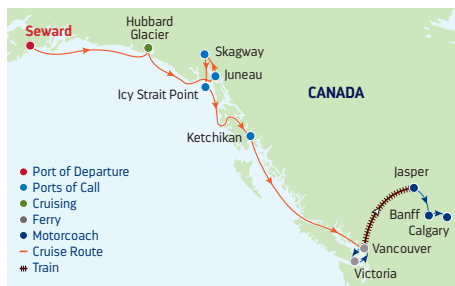 Seward
Hubbard
Glacier
Skagway
Juneau
Icy Strait Point
CANADA
Ketchikan
Jasper
Banff
Calgary
Vancouver
Victoria
Port of Departure
Ports of Call
Cruising
Ferry
Motorcoach
Cruise Route
Train